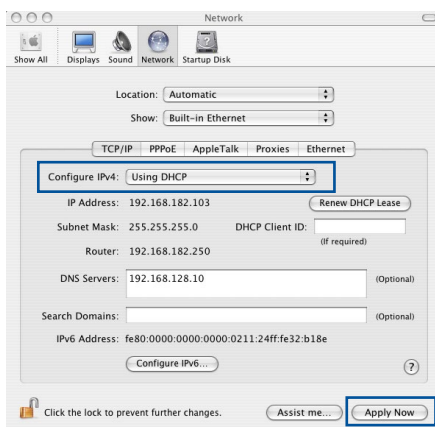 Network
Show All Displays Sound Network Startup Disk
Location: Automatic
Show: Built-in Ethernet
TCP/IP PPPoE AppleTalk Proxies Ethernet
Configure IPv4: Using DHCP
IP Address: 192.168.182.103 Renew DHCP Lease
Subnet Mask: 255.255.255.0 DHCP Client ID:
(If required)
Router: 192.168.182.250
DNS Servers: 192.168.128.10 (Optional)
Search Domains: (Optional)
IPv6 Address: fe80:0000:0000:0000:0211:24ff:fe32:b18e
Configure IPv6... ?
Click the lock to prevent further changes. Assist me... Apply Now